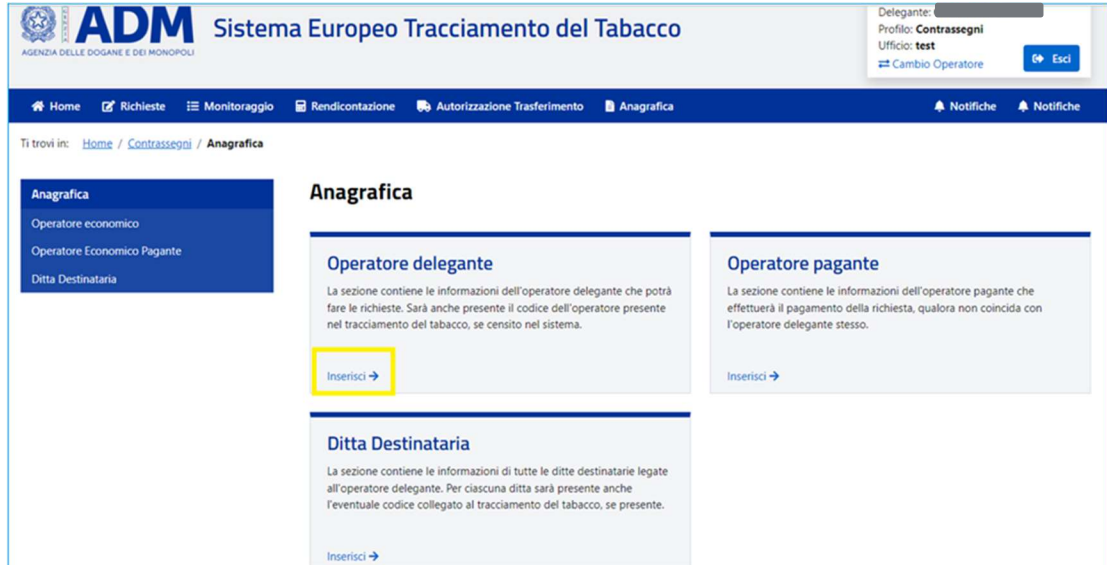 ADM
AGENZIA DELLE DOGANE E DEI MONOPOLI
Sistema Europeo Tracciamento del Tabacco
Delegante:
Profilo: Contrassegni
Ufficio: test
Cambio Operatore
Esci
Home Richieste Monitoraggio Rendicontazione Autorizzazione Trasferimento Anagrafica Notifiche Notifiche
Ti trovi in: Home / Contrassegni / Anagrafica
Anagrafica
Operatore economico
Operatore Economico Pagante
Ditta Destinataria
Anagrafica
Operatore delegante
La sezione contiene le informazioni dell'operatore delegante che potrà
fare le richieste. Sarà anche presente il codice dell'operatore presente
nel tracciamento del tabacco, se censito nel sistema.
Inserisci
Operatore pagante
La sezione contiene le informazioni dell'operatore pagante che
effettuerà il pagamento della richiesta, qualora non coincida con
l'operatore delegante stesso.
Inserisci
Ditta Destinataria
La sezione contiene le informazioni di tutte le ditte destinatarie legate
all'operatore delegante. Per ciascuna ditta sarà presente anche
l'eventuale codice collegato al tracciamento del tabacco, se presente.
Inserisci